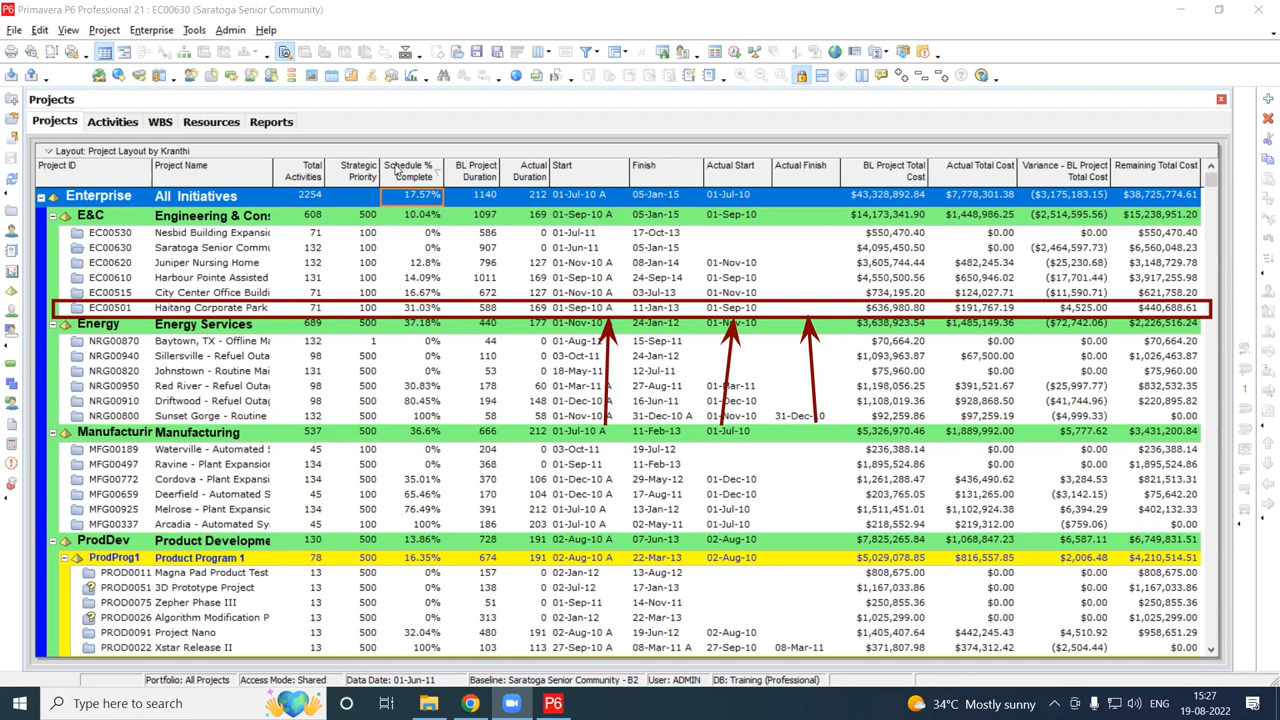 Primavera P6 Professional 21 : EC00630 (Saratoga Senior Community)
File Edit View Project Enterprise Tools Admin Help
Projects
Projects Activities WBS Resources Reports
Layout: Project Layout by Kranthi
Project ID Project Name Total Activities Strategic Priority Schedule % Complete BL Project Duration Actual Duration Start Finish Actual Start Actual Finish BL Project Total Cost Actual Total Cost Variance - BL Project Total Cost Remaining Total Cost
Enterprise All Initiatives 2254 17.57% 1140 212 01-Jul-10 A 05-Jan-15 01-Jul-10 $43,328,892.84 $7,778,301.38 ($3,175,183.15) $38,725,774.61
E&C Engineering & Cons 608 500 10.04% 1097 169 01-Sep-10 A 05-Jan-15 01-Sep-10 $14,173,341.90 $1,448,986.25 ($2,514,595.56) $15,238,951.20
EC00530 Nesbid Building Expansio 71 100 0% 586 0 01-Jul-11 17-Oct-13 $550,470.40 $0.00 $0.00 $550,470.40
EC00630 Saratoga Senior Commu 132 100 0% 907 0 01-Jun-11 05-Jan-15 $4,095,450.50 $0.00 ($2,464,597.73) $6,560,048.23
EC00620 Juniper Nursing Home 132 100 12.8% 796 127 01-Nov-10 A 08-Jan-14 01-Nov-10 $3,605,744.44 $482,245.34 ($25,230.68) $3,148,729.78
EC00610 Harbour Pointe Assisted 131 100 14.09% 1011 169 01-Sep-10 A 24-Sep-14 01-Sep-10 $4,550,500.56 $650,946.05 ($17,701.44) $3,917,255.98
EC00515 City Center Office Buildi 71 100 16.67% 672 127 01-Nov-10 A 03-Jul-13 01-Nov-10 $734,195.20 $124,027.71 ($11,590.71) $621,758.20
EC00501 Haitang Corporate Park 71 100 31.03% 588 169 01-Sep-10 A 11-Jan-13 01-Sep-10 $636,980.80 $191,767.19 $4,525.00 $440,688.61
Energy Energy Services 689 500 37.18% 440 177 01-Nov-10 A 24-Jan-12 01-Nov-10 $3,638,923.54 $1,485,149.36 ($72,742.06) $2,226,516.24
NRG00870 Baytown, TX - Offline Ma 131 1 0% 44 0 01-Aug-11 15-Sep-11 $70,664.20 $0.00 $0.00 $70,664.20
NRG00940 Sillersville - Refuel Outa 98 500 0% 110 0 03-Oct-11 24-Jan-12 $1,093,963.87 $67,500.00 $0.00 $1,026,463.87
NRG00820 Johnstown - Routine Ma 132 500 0% 0 18-May-11 12-Jul-11 $75,960.00 $0.00 $0.00 $75,960.00
NRG00950 Red River - Refuel Outag 98 500 30.83% 178 60 01-Mar-11 A 27-Aug-11 01-Mar-11 $1,198,056.25 $391,521.67 $832,532.35
NRG00910 Driftwood - Refuel Outag 98 500 80.45% 194 148 01-Dec-10 A 16-Jun-11 01-Dec-10 $1,108,019.36 $928,868.50 ($41,744.96) $220,895.82
NRG00800 Sunset Gorge - Routine 132 500 100% 58 58 01-Nov-10 A 31-Dec-10 A 01-Nov-10 31-Dec-10 $92,259.86 $97,259.19 ($4,999.33) $0.00
Manufacturir Manufacturing 537 500 36.6% 666 212 01-Jul-10 A 11-Feb-13 01-Jul-10 $5,326,970.46 $1,889,992.00 $5,777.62 $3,431,200.84
MFG00189 Waterville - Automated S 45 100 0% 204 0 03-Oct-11 19-Jul-12 $236,388.14 $0.00 $0.00 $236,388.14
MFG00497 Ravine - Plant Expansion 134 500 0% 368 0 01-Sep-11 11-Feb-13 $1,895,524.86 $0.00 $0.00 $1,895,524.86
MFG00772 Cordova - Plant Expansio 134 500 35.01% 370 106 01-Dec-10 A 29-May-12 01-Dec-10 $1,261,288.47 $436,490.62 $3,284.53 $821,513.31
MFG00659 Deerfield - Automated S 45 500 65.46% 170 104 01-Dec-10 A 17-Aug-11 01-Dec-10 $203,765.05 $131,265.00 ($3,142.15) $75,642.20
MFG00925 Melrose - Plant Expansio 134 500 76.49% 391 212 01-Jul-10 A 13-Jan-12 01-Jul-10 $1,511,451.00 $1,102,924.38 $6,394.30 $402,132.33
MFG00337 Arcadia - Automated Sy 45 100 100% 186 203 02-Aug-10 A 02-May-11 02-Aug-10 $218,552.94 $219,312.00 ($759.06) $0.00
ProdDev Product Developme 130 500 13.86% 728 191 02-Aug-10 A 07-Jun-13 02-Aug-10 $7,825,265.84 $1,068,847.23 $6,587.11 $6,749,831.51
ProdProg1 Product Program 1 78 500 16.35% 674 191 02-Aug-10 A 22-Mar-13 02-Aug-10 $5,029,078.85 $816,557.85 $2,006.48 $4,210,514.51
PROD0011 Magna Pad Product Test 13 500 0% 157 0 02-Jan-12 13-Aug-12 $808,675.00 $0.00 $0.00 $808,675.00
PROD0051 3D Prototype Project 13 500 0% 138 0 02-Jul-12 17-Jan-13 $1,167,033.86 $0.00 $0.00 $1,167,033.86
PROD0075 Zepher Phase III 13 500 0% 51 0 01-Sep-11 14-Nov-11 $250,855.36 $0.00 $0.00 $250,855.36
PROD0026 Algorithm Modification P 13 500 0% 313 0 02-Jan-12 22-Mar-13 $1,025,299.63 $0.00 $0.00 $1,025,299.63
PROD0091 Project Nano 13 500 32.04% 480 191 02-Aug-10 A 19-Jun-12 02-Aug-10 $1,405,407.64 $442,245.43 $4,510.92 $958,651.29
PROD0022 Xstar Release II 13 500 100% 103 113 27-Sep-10 A 08-Mar-11 A 27-Sep-10 08-Mar-11 $371,807.98 $374,312.42 ($2,504.44) $0.00
Portfolio: All Projects Access Mode: Shared Data Date: 01-Jun-11 Baseline: Saratoga Senior Community - B2 User: ADMIN DB: Training (Professional)
Type here to search 34°C Mostly sunny ENG 15:27
19-08-2022